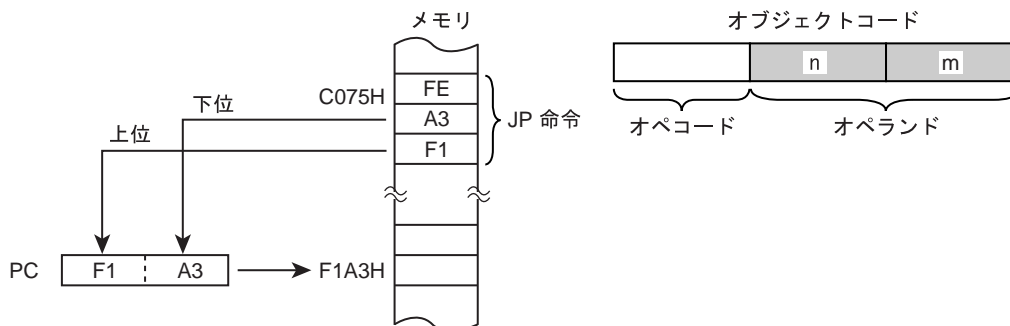 メモリ
C075H
FE
A3
F1
JP 命令
下位
上位
PC
F1
A3
F1A3H
オブジェクトコード
n
m
オペコード
オペランド